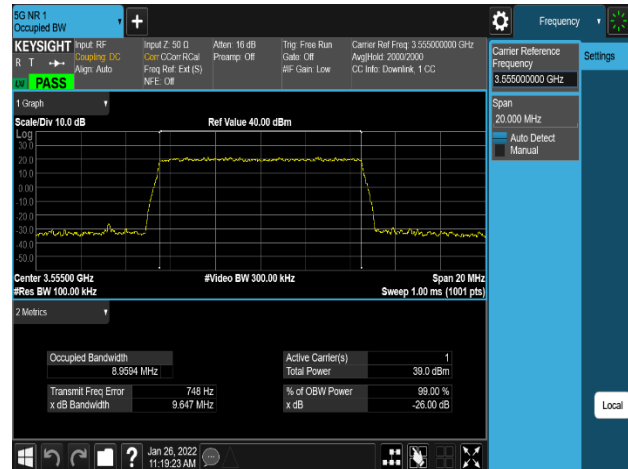 5G NR 1
Occupied BW
Frequency
KEYSIGHT
R T
LXI PASS
Input: RF
Coupling: DC
Align: Auto
Input Z: 50 Ω
Corr CCorr RCal
Freq Ref: Ext (S)
NFE: Off
Atten: 16 dB
Preamp: Off
Trig: Free Run
Gate: Off
#IF Gain: Low
Carrier Ref Freq: 3.555000000 GHz
Avg|Hold: 2000/2000
CC Info: Downlink, 1 CC
Carrier Reference
Frequency
3.555000000 GHz
Settings
Span
20.000 MHz
Auto Detect
Manual
1 Graph
Scale/Div 10.0 dB
Ref Value 40.00 dBm
Log
30.0
20.0
10.0
0.00
-10.0
-20.0
-30.0
-40.0
-50.0
Center 3.55500 GHz
#Video BW 300.00 kHz
Span 20 MHz
#Res BW 100.00 kHz
Sweep 1.00 ms (1001 pts)
2 Metrics
Occupied Bandwidth
8.9594 MHz
Active Carrier(s) 1
Total Power 39.0 dBm
Transmit Freq Error 748 Hz
x dB Bandwidth 9.647 MHz
% of OBW Power 99.00 %
x dB -26.00 dB
Local
?
Jan 26, 2022
11:19:23 AM